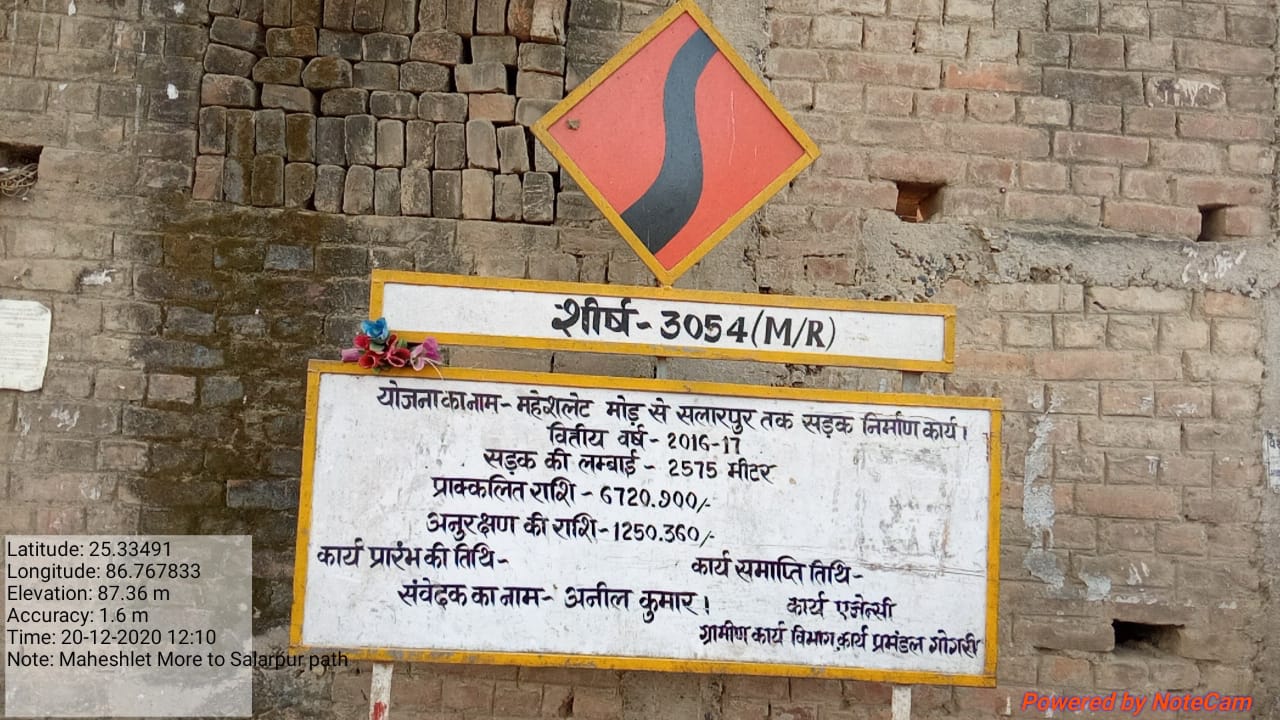 शीर्ष- 3054(M/R)
योजना का नाम- महेशलेट मोड़ से सलारपुर तक सड़क निर्माण कार्य।
वितीय वर्ष - 2016-17
सड़क की लम्बाई - 2575 मीटर
प्राक्कलित राशि - 6720.900/-
अनुरक्षण की राशि-1250.360/-
कार्य प्रारंभ की तिथि- कार्य समाप्ति तिथि-
संवेदक का नाम- अनील कुमार। कार्य एजेन्सी
ग्रामीण कार्य विभाग,कार्य प्रमंडल गोगरी
Latitude: 25.33491
Longitude: 86.767833
Elevation: 87.36 m
Accuracy: 1.6 m
Time: 20-12-2020 12:10
Note: Maheshlet More to Salarpur path
Powered by NoteCam